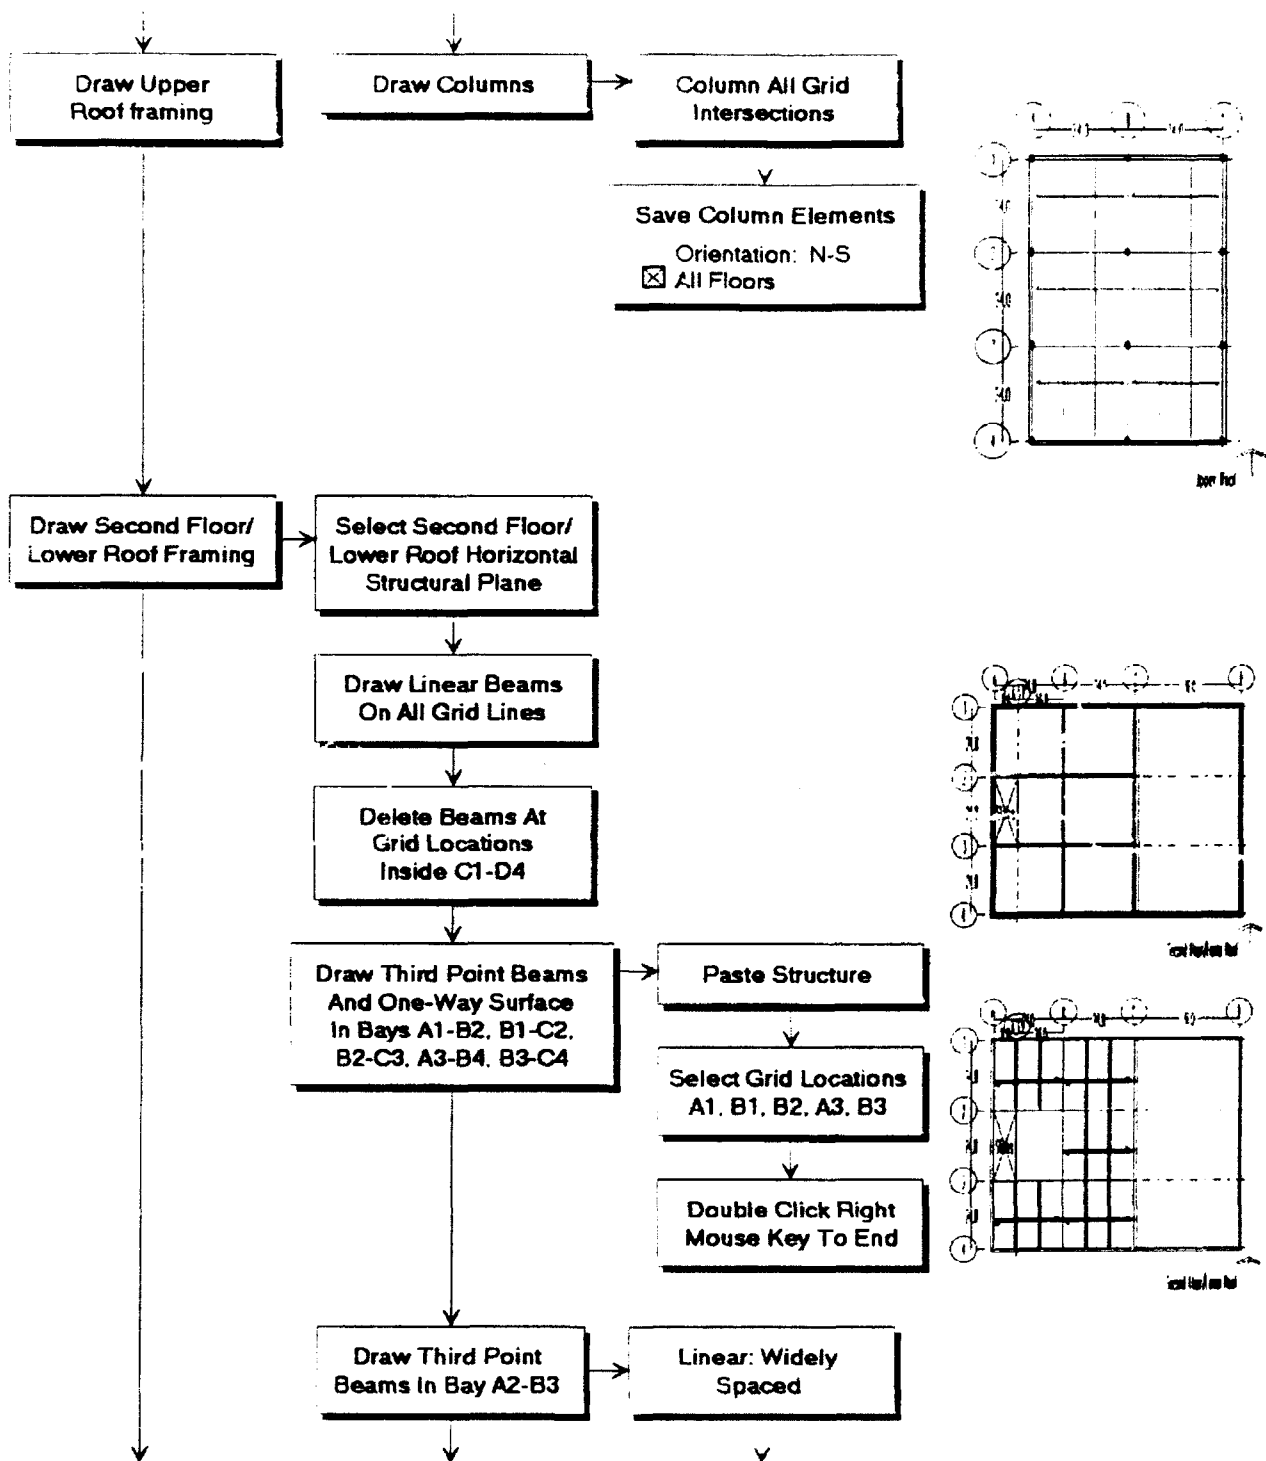 Draw Upper
Roof framing
Draw Columns
Column All Grid
Intersections
Save Column Elements
Orientation: N-S
All Floors
Draw Second Floor/
Lower Roof Framing
Select Second Floor/
Lower Roof Horizontal
Structural Plane
Draw Linear Beams
On All Grid Lines
Delete Beams At
Grid Locations
Inside C1-D4
Draw Third Point Beams
And One-Way Surface
In Bays A1-B2, B1-C2,
B2-C3, A3-B4, B3-C4
Paste Structure
Select Grid Locations
A1, B1, B2, A3, B3
Double Click Right
Mouse Key To End
Draw Third Point
Beams In Bay A2-B3
Linear: Widely
Spaced